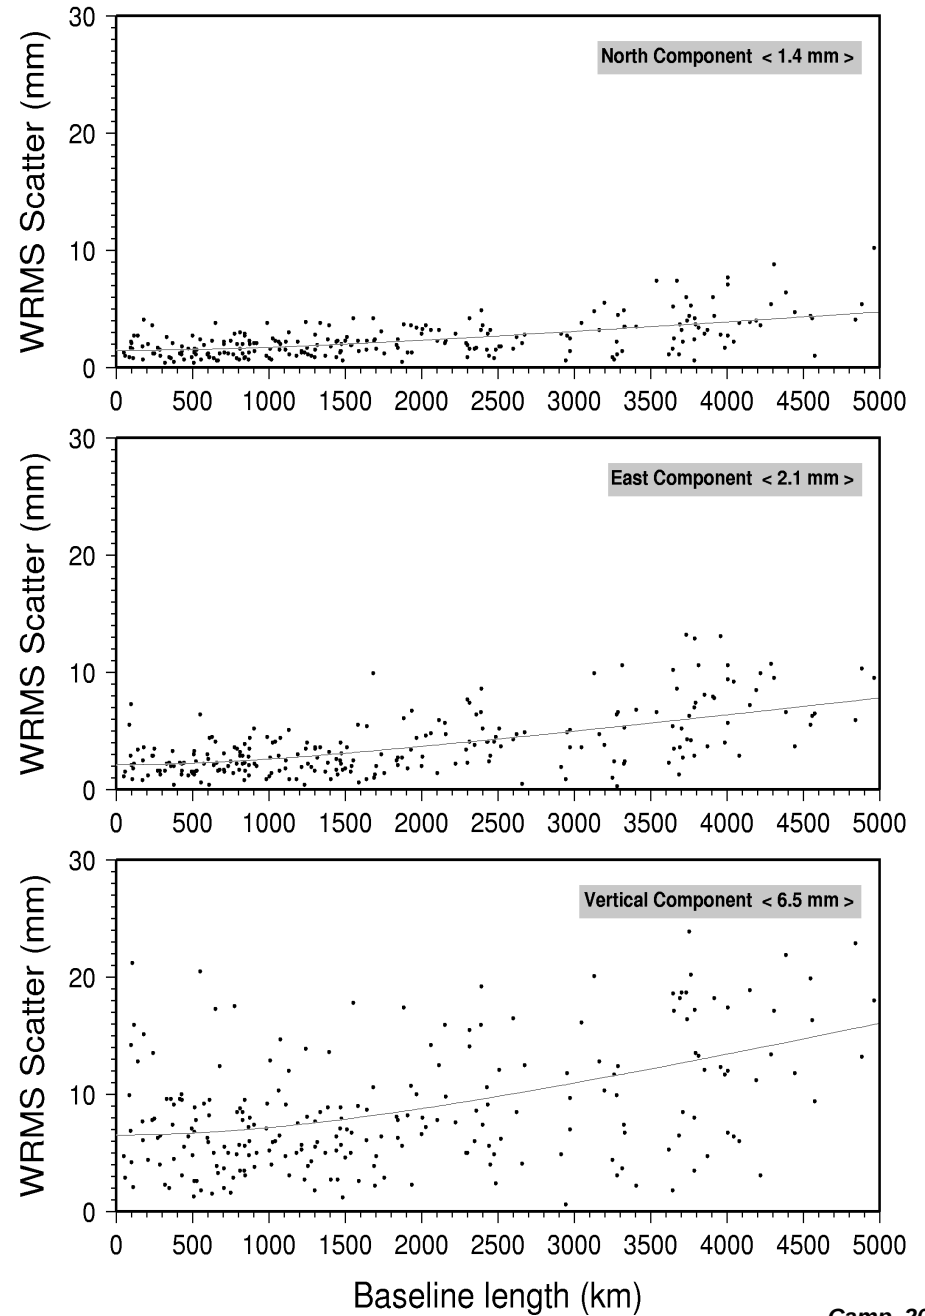 30
North Component < 1.4 mm >
20
10
0
WRMS Scatter (mm)
0 500 1000 1500 2000 2500 3000 3500 4000 4500 5000
30
East Component < 2.1 mm >
20
10
0
WRMS Scatter (mm)
0 500 1000 1500 2000 2500 3000 3500 4000 4500 5000
30
Vertical Component < 6.5 mm >
20
10
0
WRMS Scatter (mm)
0 500 1000 1500 2000 2500 3000 3500 4000 4500 5000
Baseline length (km)